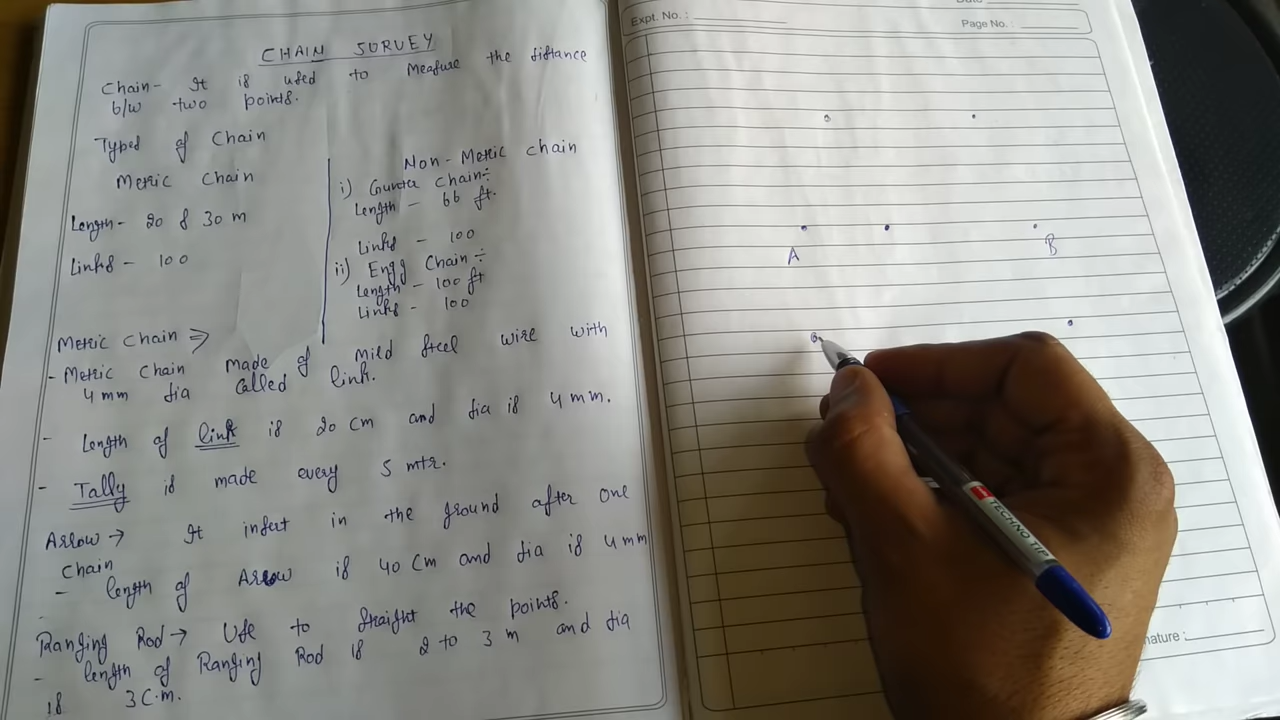 CHAIN SURVEY
Chain- It is used to Measure the distance
b/w two points.
Types of Chain
Metric Chain
Length- 20 & 30 m
Links - 100
Non-Metric chain
i) Gunter Chain÷
Length - 66 ft.
Links - 100
ii) Engg Chain ÷
Length - 100 ft
Links - 100
Metric Chain ⇒
- Metric Chain made of Mild Steel wire with
4 mm dia called link.
- Length of link is 20 Cm and dia is 4 mm.
- Tally is made every 5 mtr.
Arrow → It insert in the ground after one
Chain
- length of Arrow is 40 Cm and dia is 4 mm
Ranging Rod → Use to straight the points.
- length of Ranging Rod is 2 to 3 m and dia
is 3 C.m.
Expt. No. :
Page No. :
A
B
TECHNO TIP
nature :